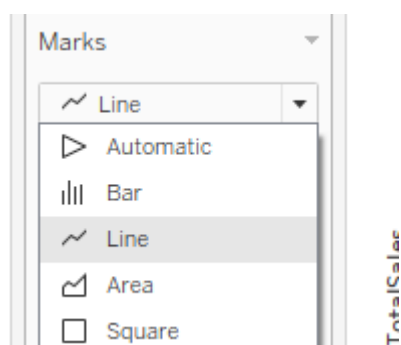 Marks
Line
Automatic
Bar
Line
Area
Square
TotalSales